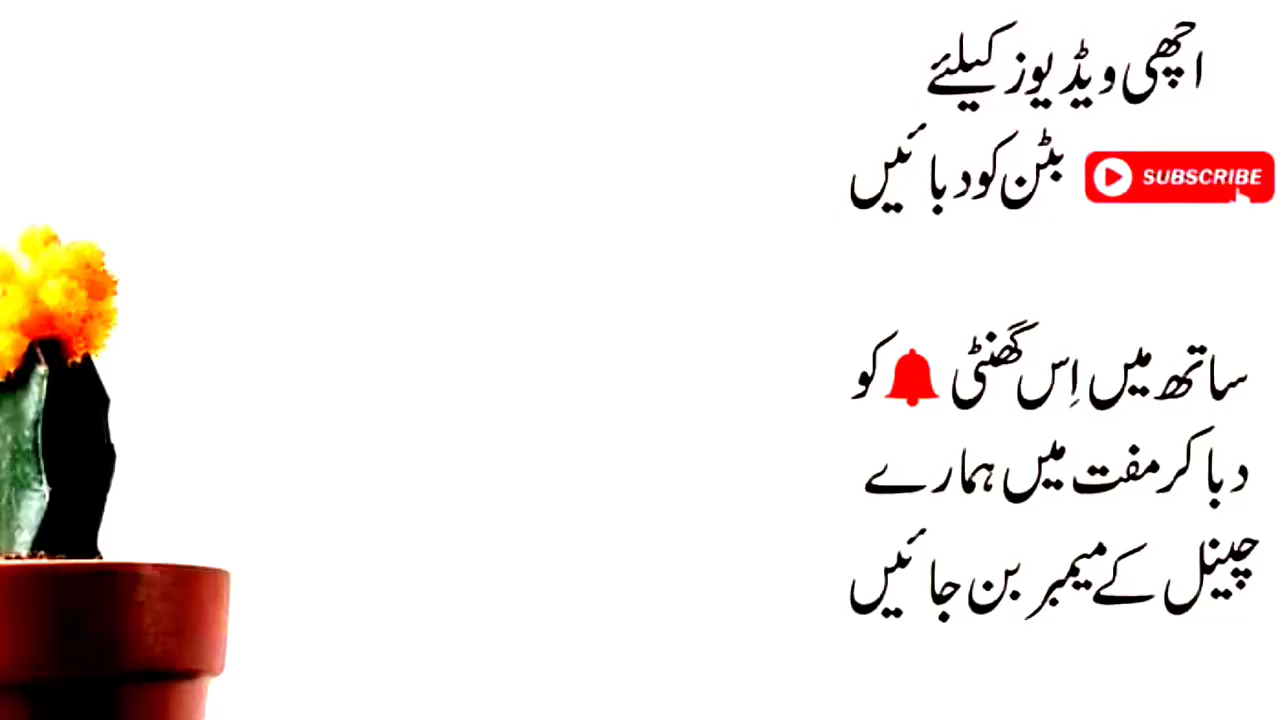 اچھی ویڈیوز کیلئے
SUBSCRIBE بٹن کو دبائیں
ساتھ میں اِس گھنٹی کو
دبا کر مفت میں ہمارے
چینل کے میمبر بن جائیں